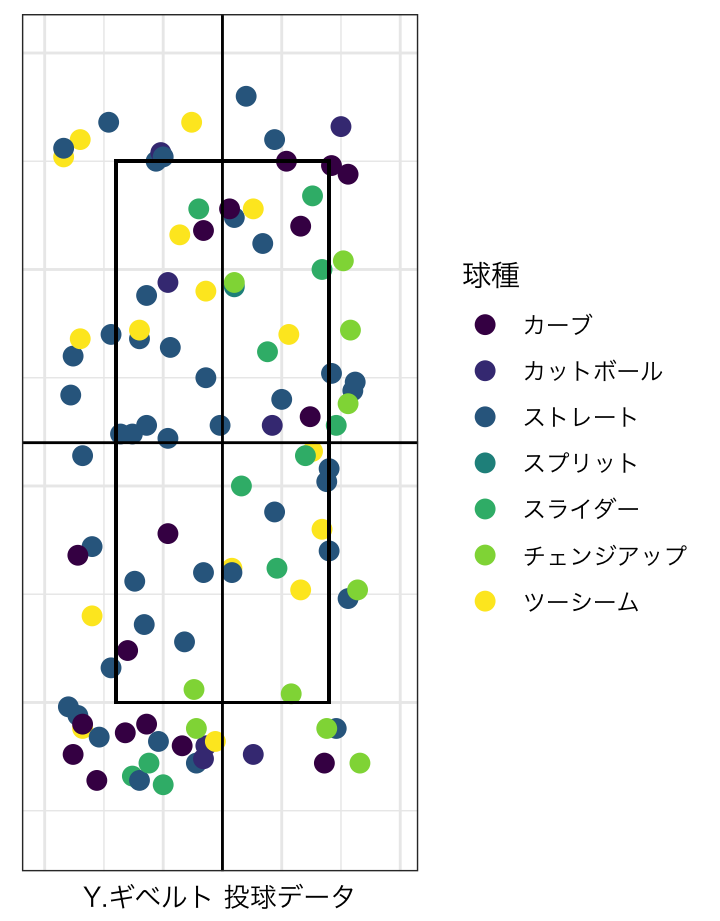 球種
カーブ
カットボール
ストレート
スプリット
スライダー
チェンジアップ
ツーシーム
Y.ギベルト 投球データ